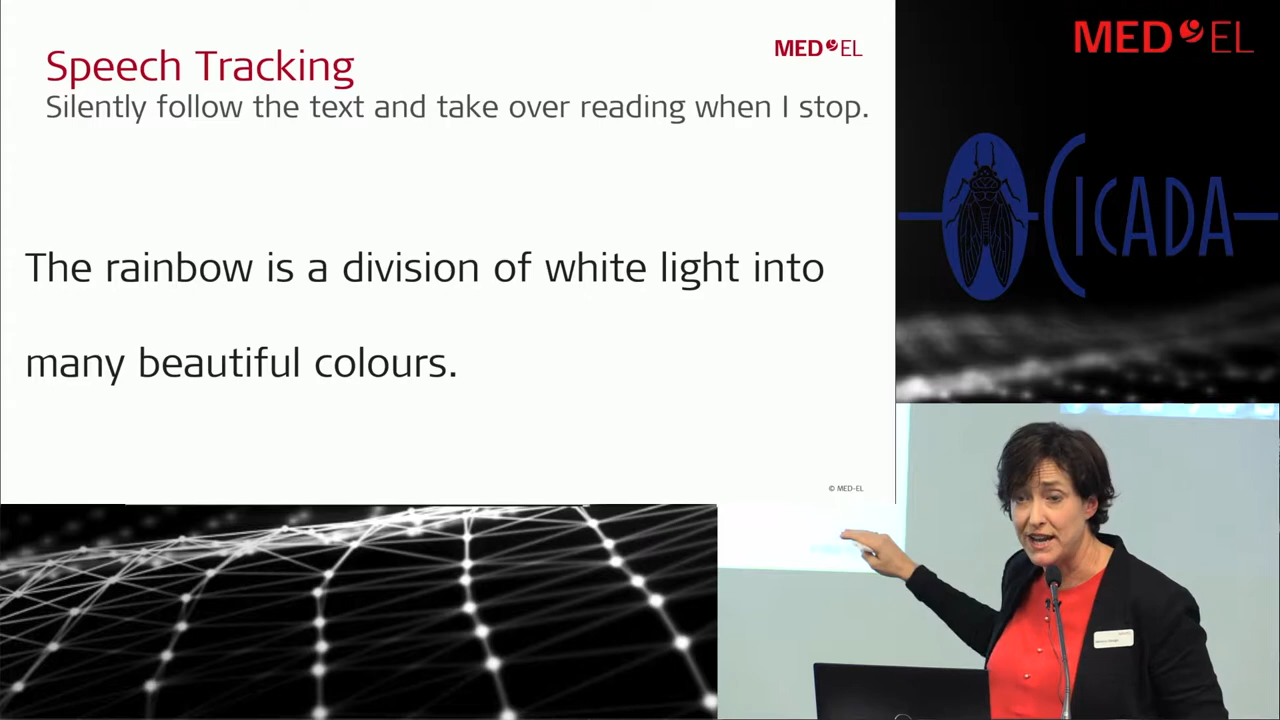 Speech Tracking
MED EL
Silently follow the text and take over reading when I stop.
The rainbow is a division of white light into
many beautiful colours.
© MED-EL
MED EL
CICADA